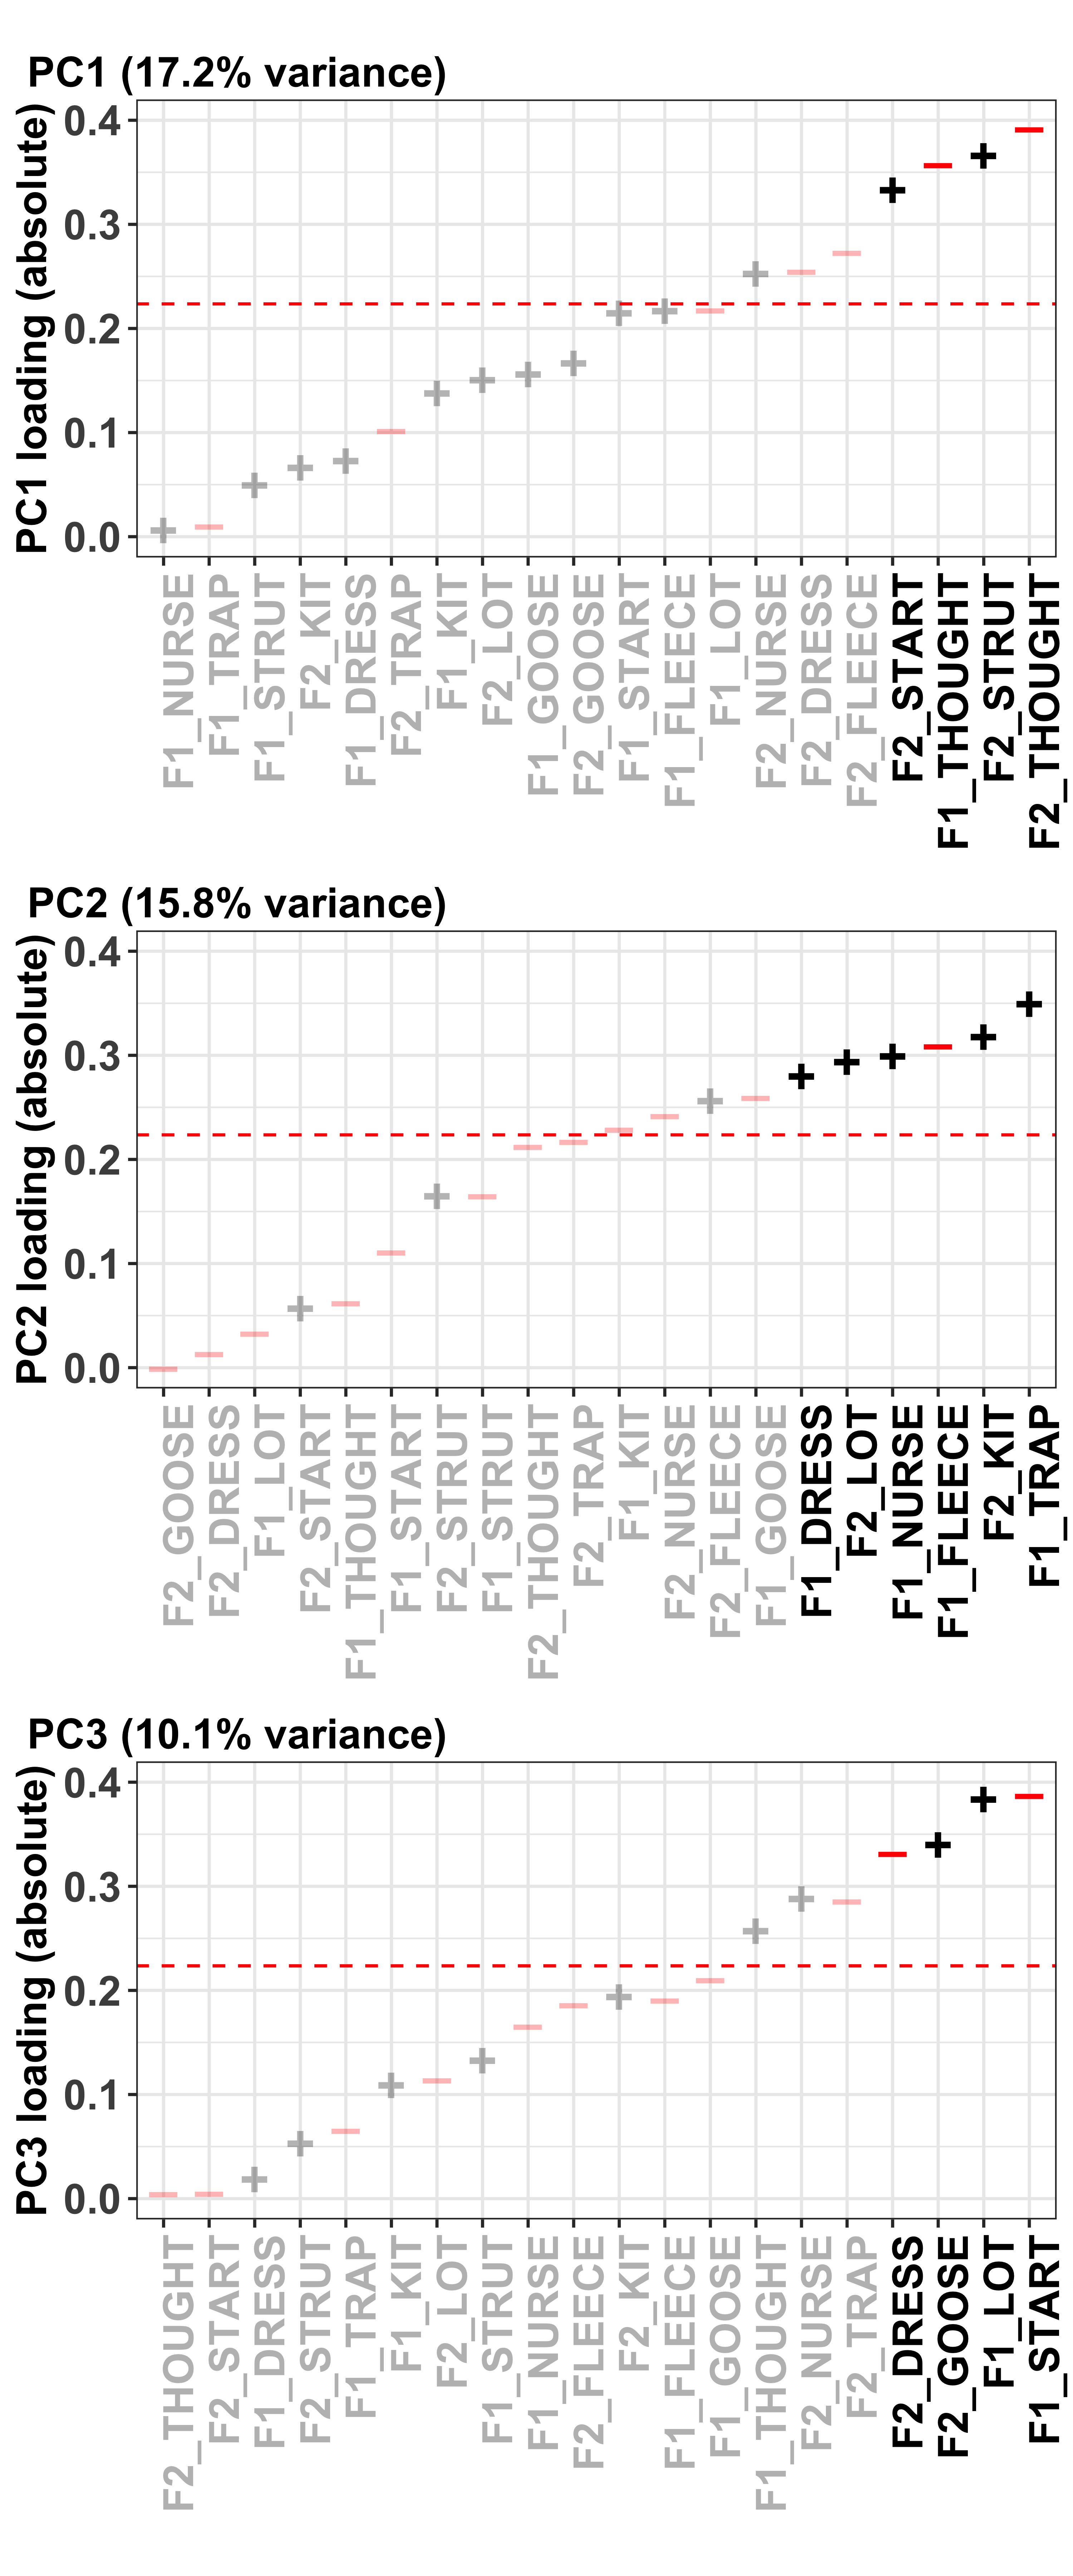 PC1 (17.2% variance)
PC1 loading (absolute)
0.4
0.3
0.2
0.1
0.0
F1_NURSE
F1_TRAP
F1_STRUT
F2_KIT
F1_DRESS
F2_TRAP
F1_KIT
F2_LOT
F1_GOOSE
F2_GOOSE
F1_START
F1_FLEECE
F1_LOT
F2_NURSE
F2_DRESS
F2_FLEECE
F2_START
F1_THOUGHT
F2_STRUT
F2_THOUGHT
PC2 (15.8% variance)
PC2 loading (absolute)
0.4
0.3
0.2
0.1
0.0
F2_GOOSE
F2_DRESS
F1_LOT
F2_START
F1_THOUGHT
F1_START
F2_STRUT
F1_STRUT
F2_THOUGHT
F2_TRAP
F1_KIT
F2_NURSE
F2_FLEECE
F1_GOOSE
F1_DRESS
F2_LOT
F1_NURSE
F1_FLEECE
F2_KIT
F1_TRAP
PC3 (10.1% variance)
PC3 loading (absolute)
0.4
0.3
0.2
0.1
0.0
F2_THOUGHT
F2_START
F1_DRESS
F2_STRUT
F1_TRAP
F1_KIT
F2_LOT
F1_STRUT
F1_NURSE
F2_FLEECE
F2_KIT
F1_FLEECE
F1_GOOSE
F1_THOUGHT
F2_NURSE
F2_TRAP
F2_DRESS
F2_GOOSE
F1_LOT
F1_START